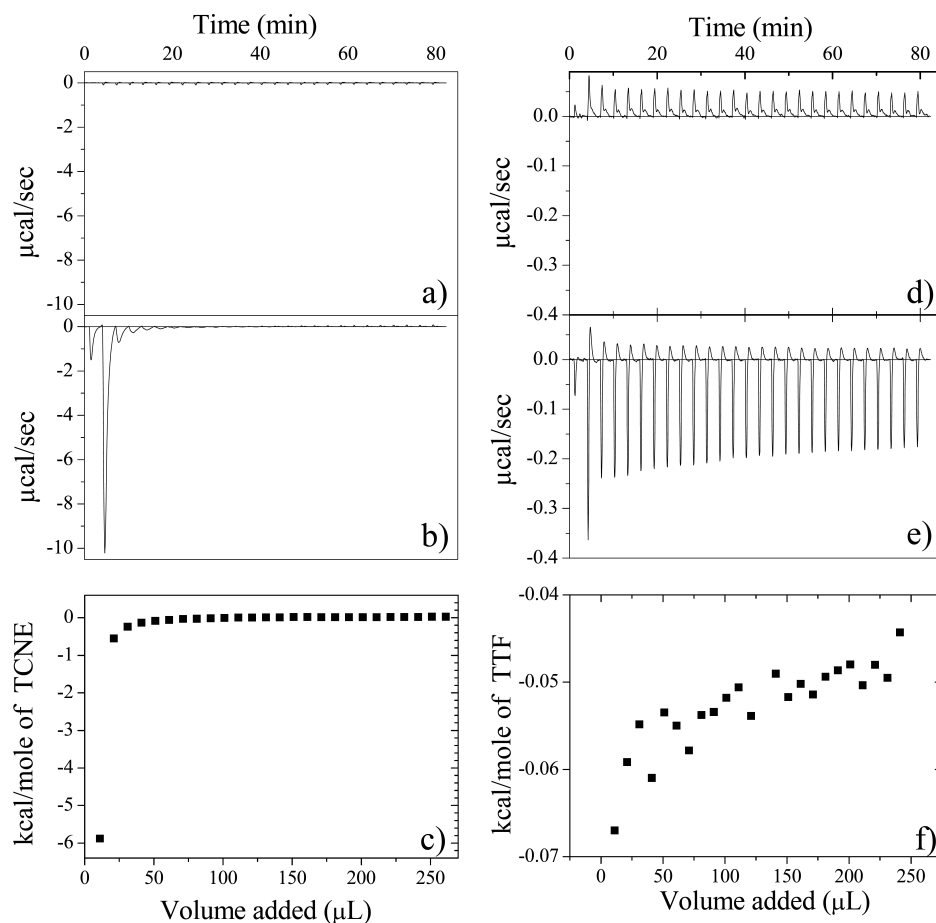 Time (min)
0 20 40 60 80
0
-2
-4
-6
-8
-10
µcal/sec
a)
0
-2
-4
-6
-8
-10
µcal/sec
b)
0
-1
-2
-3
-4
-5
-6
kcal/mole of TCNE
c)
0 50 100 150 200 250
Volume added (µL)
Time (min)
0 20 40 60 80
0.0
-0.1
-0.2
-0.3
-0.4
µcal/sec
d)
0.0
-0.1
-0.2
-0.3
-0.4
µcal/sec
e)
-0.04
-0.05
-0.06
-0.07
kcal/mole of TTF
f)
0 50 100 150 200 250
Volume added (µL)